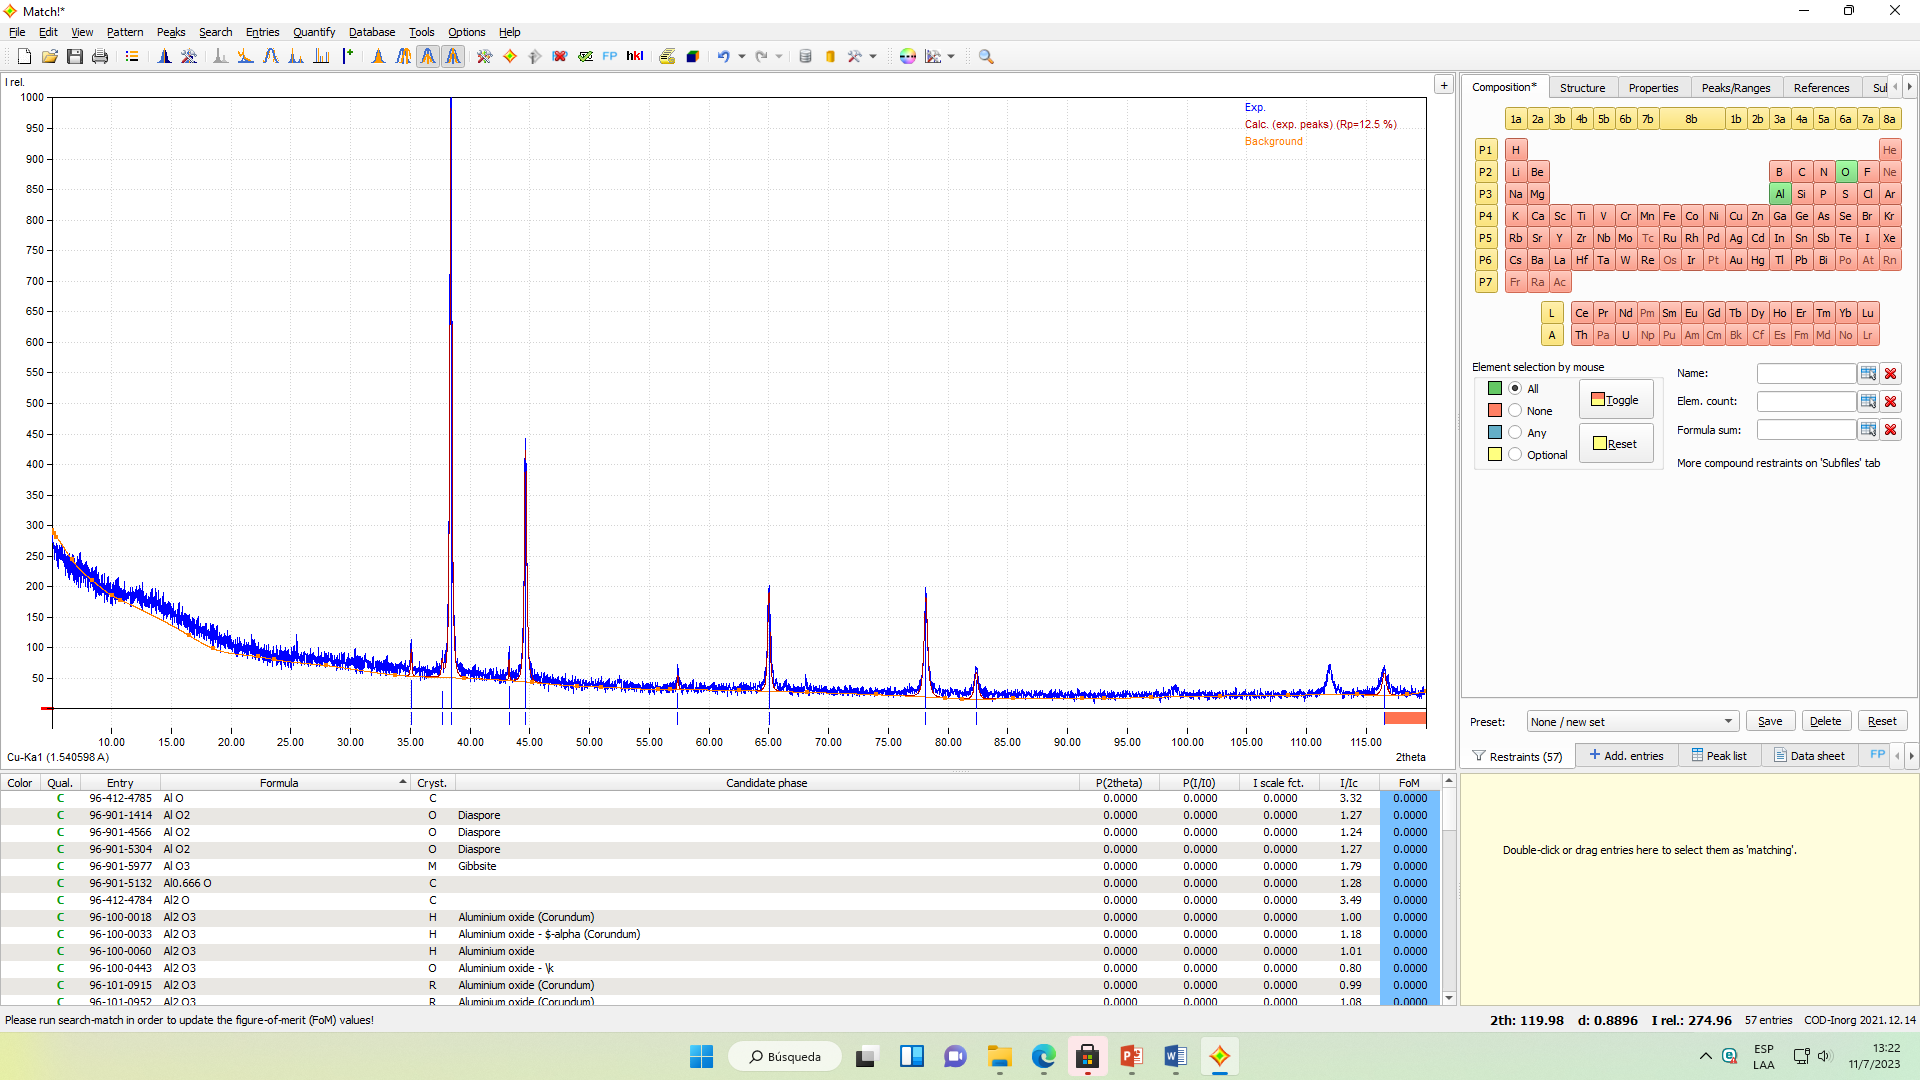 Match!*
File Edit View Pattern Peaks Search Entries Quantify Database Tools Options Help
FP hkl
I rel.
+
Exp.
Calc. (exp. peaks) (Rp=12.5 %)
Background
1000
950
900
850
800
750
700
650
600
550
500
450
400
350
300
250
200
150
100
50
10.00 15.00 20.00 25.00 30.00 35.00 40.00 45.00 50.00 55.00 60.00 65.00 70.00 75.00 80.00 85.00 90.00 95.00 100.00 105.00 110.00 115.00
Cu-Ka1 (1.540598 A) 2theta
Composition* Structure Properties Peaks/Ranges References Sul
1a 2a 3b 4b 5b 6b 7b 8b 1b 2b 3a 4a 5a 6a 7a 8a
P1 H He
P2 Li Be B C N O F Ne
P3 Na Mg Al Si P S Cl Ar
P4 K Ca Sc Ti V Cr Mn Fe Co Ni Cu Zn Ga Ge As Se Br Kr
P5 Rb Sr Y Zr Nb Mo Tc Ru Rh Pd Ag Cd In Sn Sb Te I Xe
P6 Cs Ba La Hf Ta W Re Os Ir Pt Au Hg Tl Pb Bi Po At Rn
P7 Fr Ra Ac
L Ce Pr Nd Pm Sm Eu Gd Tb Dy Ho Er Tm Yb Lu
A Th Pa U Np Pu Am Cm Bk Cf Es Fm Md No Lr
Element selection by mouse
All
None
Any
Optional
Toggle
Reset
Name:
Elem. count:
Formula sum:
More compound restraints on 'Subfiles' tab
Preset: None / new set Save Delete Reset
Restraints (57) + Add. entries Peak list Data sheet FP
Color Qual. Entry Formula Cryst. Candidate phase P(2theta) P(I/I0) I scale fct. I/Ic FoM
C 96-412-4785 Al O C 0.0000 0.0000 0.0000 3.32 0.0000
C 96-901-1414 Al O2 O Diaspore 0.0000 0.0000 0.0000 1.27 0.0000
C 96-901-4566 Al O2 O Diaspore 0.0000 0.0000 0.0000 1.24 0.0000
C 96-901-5304 Al O2 O Diaspore 0.0000 0.0000 0.0000 1.27 0.0000
C 96-901-5977 Al O3 M Gibbsite 0.0000 0.0000 0.0000 1.79 0.0000
C 96-901-5132 Al0.666 O C 0.0000 0.0000 0.0000 1.28 0.0000
C 96-412-4784 Al2 O C 0.0000 0.0000 0.0000 3.49 0.0000
C 96-100-0018 Al2 O3 H Aluminium oxide (Corundum) 0.0000 0.0000 0.0000 1.00 0.0000
C 96-100-0033 Al2 O3 H Aluminium oxide - $-alpha (Corundum) 0.0000 0.0000 0.0000 1.18 0.0000
C 96-100-0060 Al2 O3 H Aluminium oxide 0.0000 0.0000 0.0000 1.01 0.0000
C 96-100-0443 Al2 O3 O Aluminium oxide - \k 0.0000 0.0000 0.0000 0.80 0.0000
C 96-101-0915 Al2 O3 R Aluminium oxide (Corundum) 0.0000 0.0000 0.0000 0.99 0.0000
C 96-101-0952 Al2 O3 R Aluminium oxide (Corundum) 0.0000 0.0000 0.0000 1.08 0.0000
Double-click or drag entries here to select them as 'matching'.
Please run search-match in order to update the figure-of-merit (FoM) values!
2th: 119.98 d: 0.8896 I rel.: 274.96 57 entries COD-Inorg 2021.12.14
Búsqueda
ESP
LAA
13:22
11/7/2023